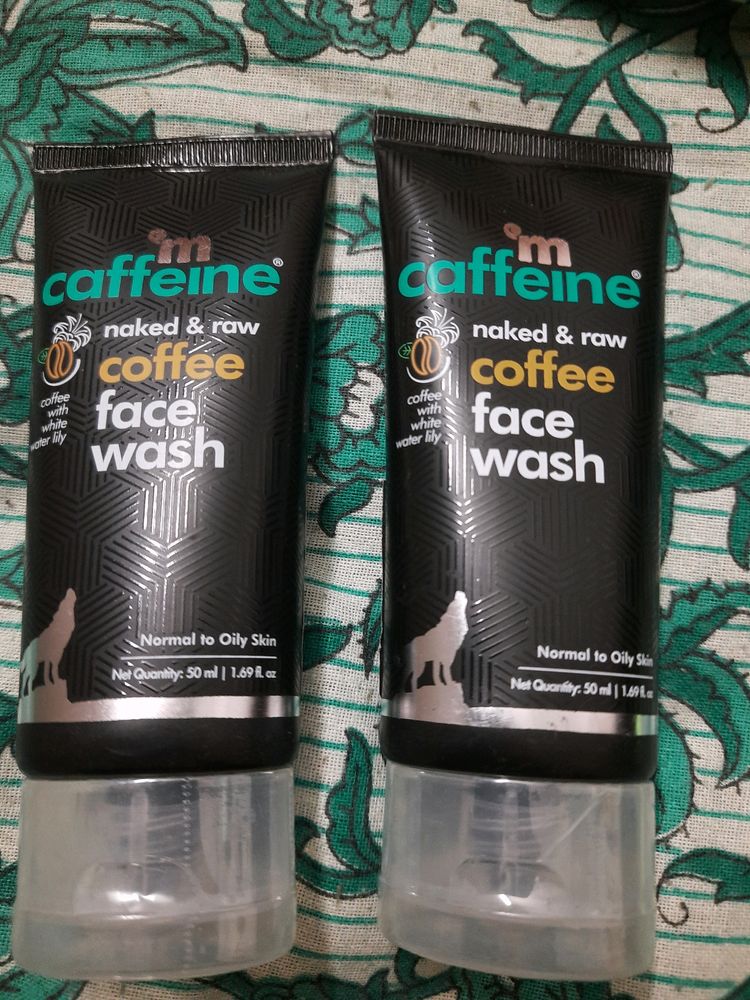 m
caffeine®
naked & raw
coffee
face
wash
coffee
with
white
water lily
Normal to Oily Skin
Net Quantity: 50 ml | 1.69 fl. oz
m
caffeine®
naked & raw
coffee
face
wash
coffee
with
white
water lily
Normal to Oily Skin
Net Quantity: 50 ml | 1.69 fl. oz